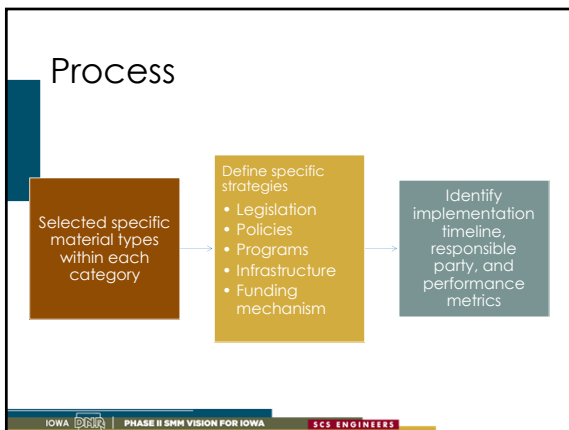 Process
Selected specific
material types
within each
category
Define specific
strategies
• Legislation
• Policies
• Programs
• Infrastructure
• Funding
mechanism
Identify
implementation
timeline,
responsible
party, and
performance
metrics
IOWA DNR | PHASE II SMM VISION FOR IOWA SCS ENGINEERS